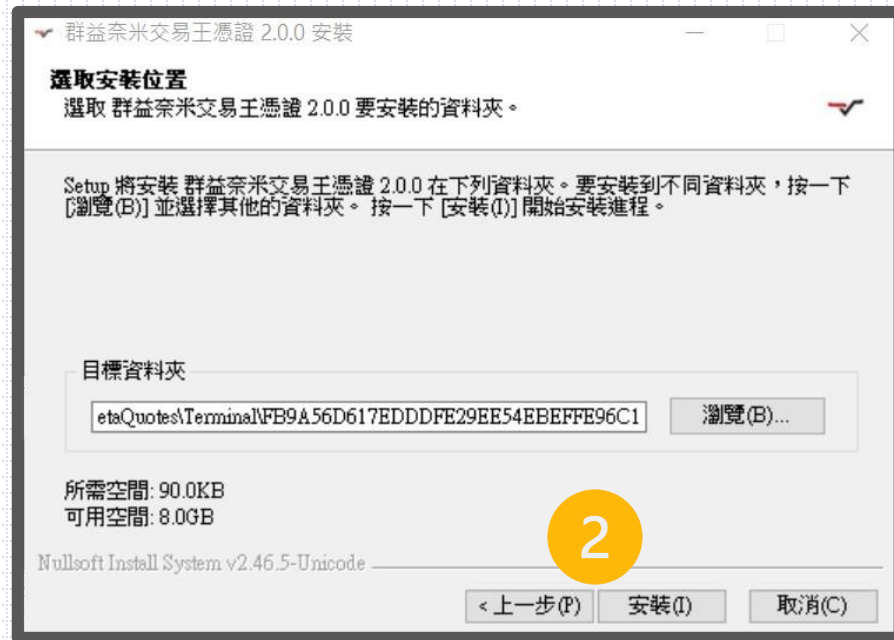 群益奈米交易王憑證 2.0.0 安裝
選取安裝位置
選取 群益奈米交易王憑證 2.0.0 要安裝的資料夾。
Setup 將安裝 群益奈米交易王憑證 2.0.0 在下列資料夾。要安裝到不同資料夾，按一下
[瀏覽(B)] 並選擇其他的資料夾。 按一下 [安裝(I)] 開始安裝進程。
目標資料夾
etaQuotes\Terminal\FB9A56D617EDDDFE29EE54EBEFFE96C1
瀏覽(B)...
所需空間: 90.0KB
可用空間: 8.0GB
2
Nullsoft Install System v2.46.5-Unicode
<上一步(P) 安裝(I) 取消(C)